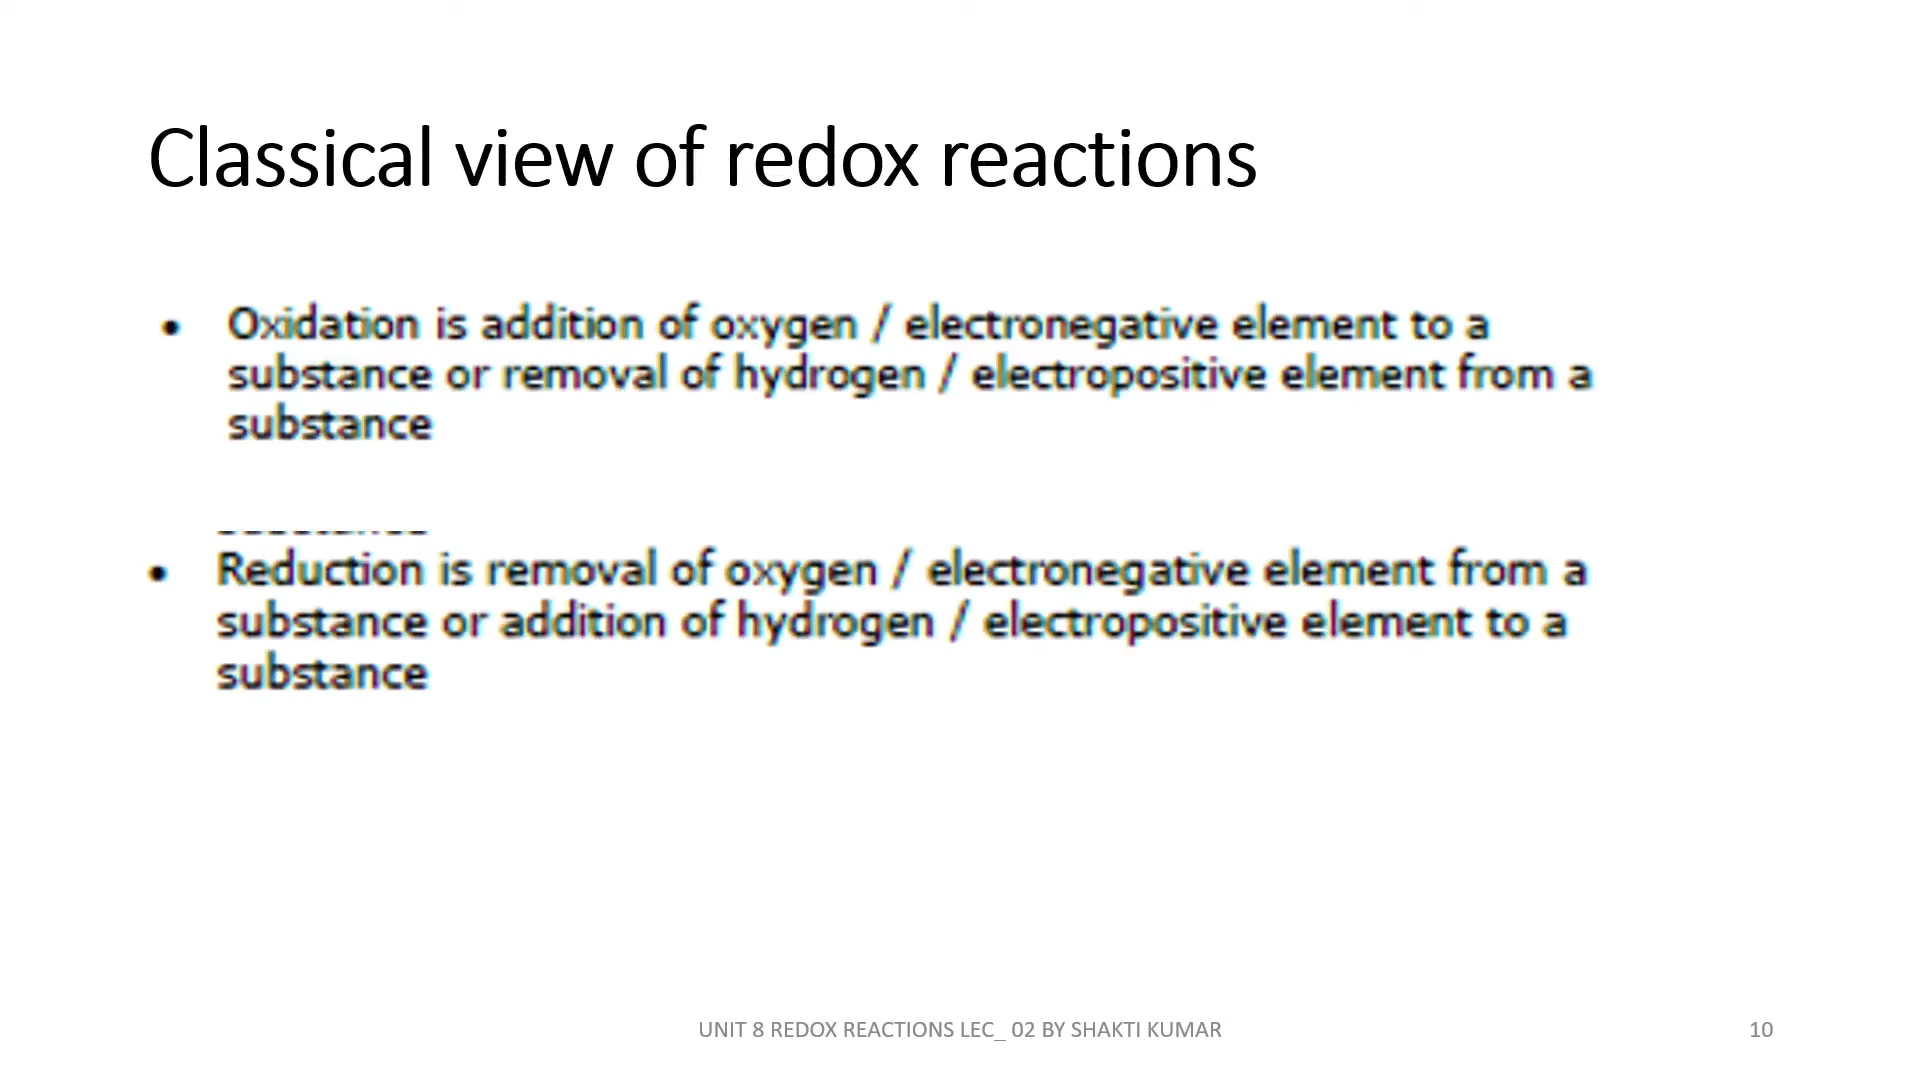 Classical view of redox reactions
• Oxidation is addition of oxygen / electronegative element to a
substance or removal of hydrogen / electropositive element from a
substance
• Reduction is removal of oxygen / electronegative element from a
substance or addition of hydrogen / electropositive element to a
substance
UNIT 8 REDOX REACTIONS LEC_ 02 BY SHAKTI KUMAR
10